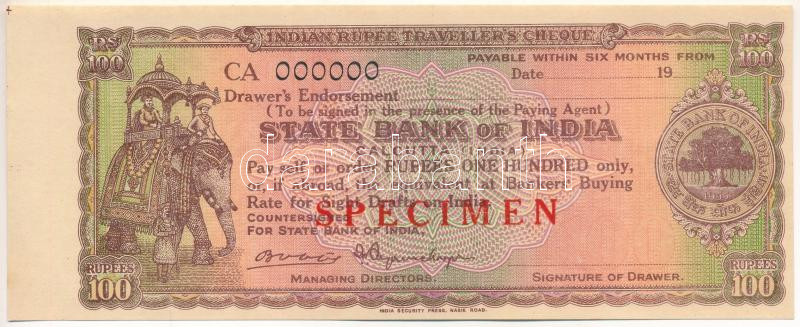 INDIAN RUPEE TRAVELLER'S CHEQUE
RS
100
RS
100
PAYABLE WITHIN SIX MONTHS FROM
CA 000000
Date 19
Drawer's Endorsement
(To be signed in the presence of the Paying Agent)
STATE BANK OF INDIA
CALCUTTA (INDIA)
Pay self or order RUPEES ONE HUNDRED only,
or, if abroad, the equivalent at Bankers' Buying
Rate for Sight Drafts on India.
SPECIMEN
COUNTERSIGNED
FOR STATE BANK OF INDIA.
STATE BANK OF INDIA
1955
MANAGING DIRECTORS.
SIGNATURE OF DRAWER.
RUPEES
100
RUPEES
100
INDIA SECURITY PRESS, NASIK ROAD.